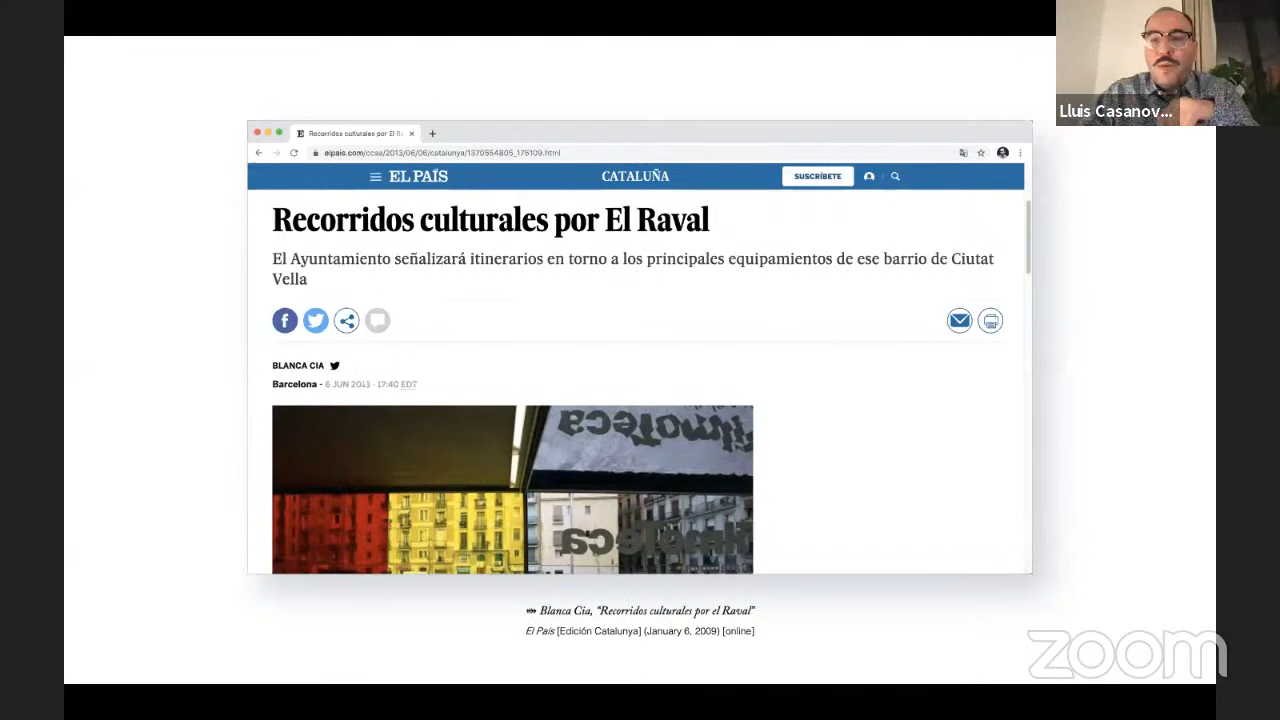 Lluis Casanov...
Recorridos culturales por El Ra
elpais.com/ccaa/2013/06/06/catalunya/1370554805_175109.html
EL PAÍS
CATALUÑA
SUSCRÍBETE
Recorridos culturales por El Raval
El Ayuntamiento señalizará itinerarios en torno a los principales equipamientos de ese barrio de Ciutat
Vella
BLANCA CIA
Barcelona - 6 JUN 2013 - 17:40 EDT
Filmoteca
Filmoteca
Blanca Cia, “Recorridos culturales por el Raval”
El País [Edición Catalunya] (January 6, 2009) [online]
zoom